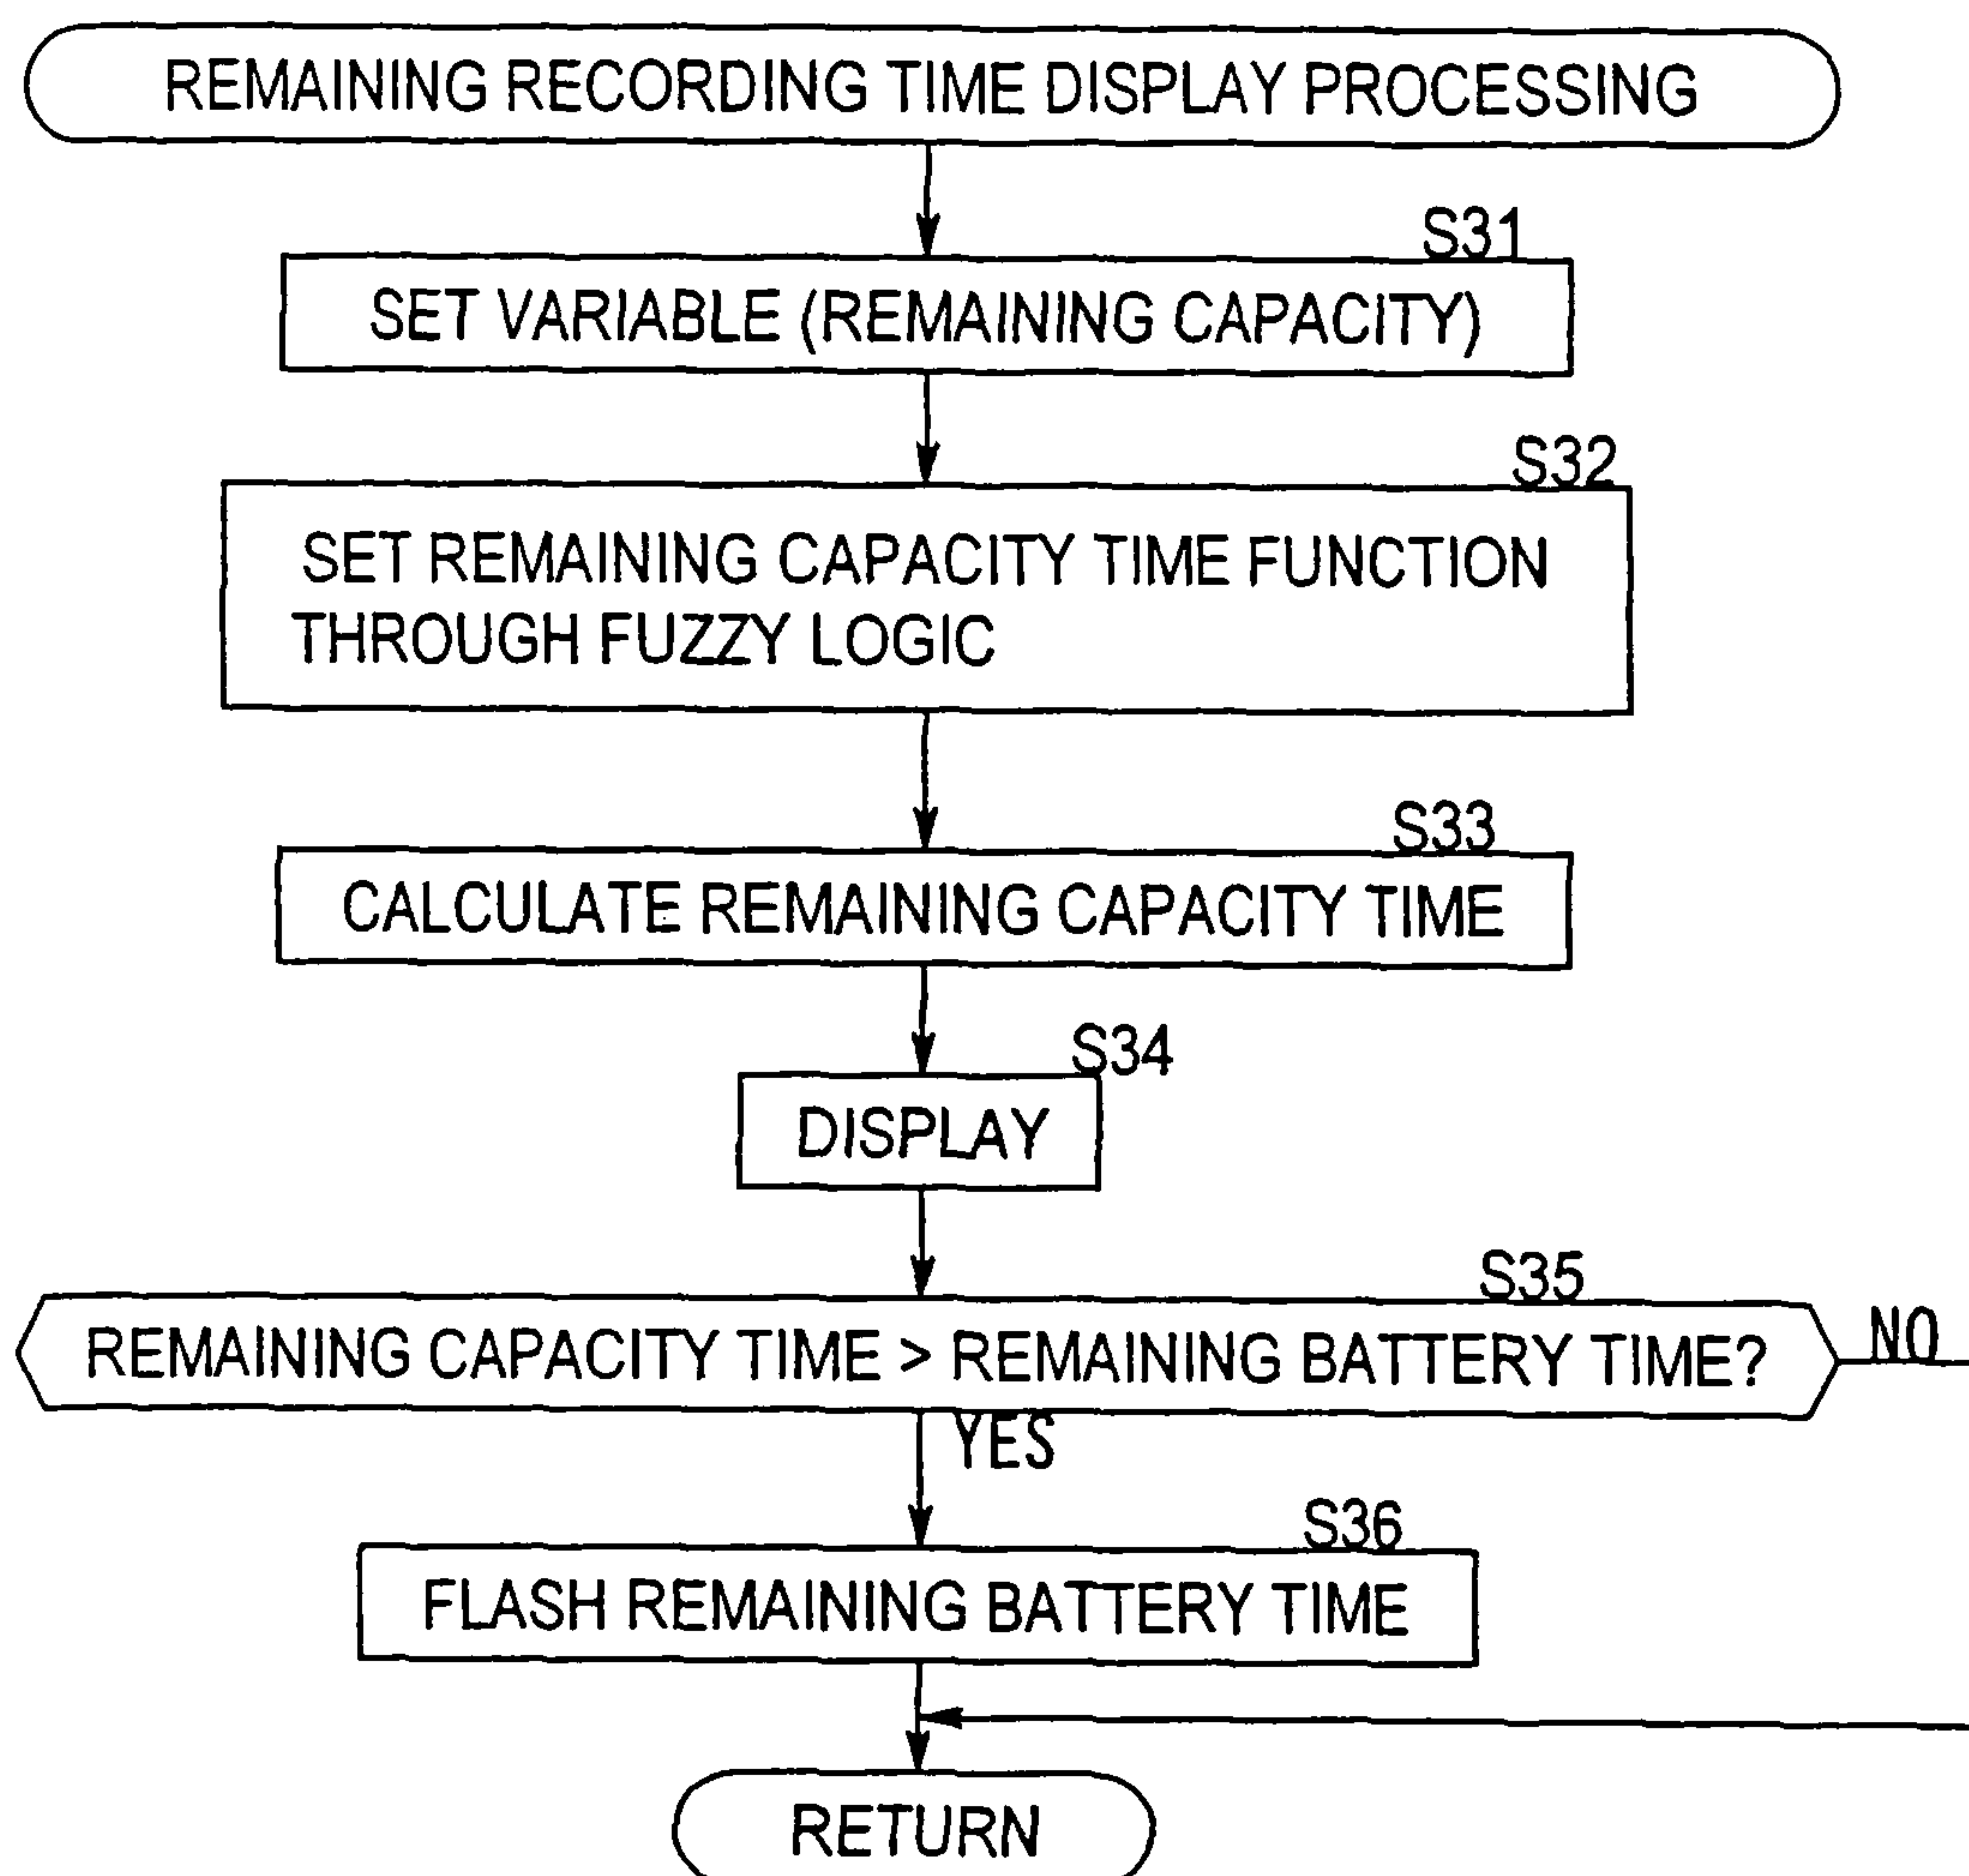 REMAINING RECORDING TIME DISPLAY PROCESSING
S31
SET VARIABLE (REMAINING CAPACITY)
S32
SET REMAINING CAPACITY TIME FUNCTION
THROUGH FUZZY LOGIC
S33
CALCULATE REMAINING CAPACITY TIME
S34
DISPLAY
S35
REMAINING CAPACITY TIME > REMAINING BATTERY TIME?
NO
YES
S36
FLASH REMAINING BATTERY TIME
RETURN